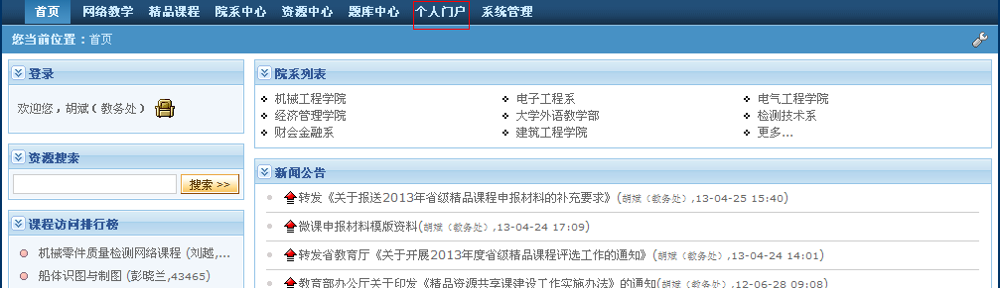 首页 网络教学 精品课程 院系中心 资源中心 题库中心 个人门户 系统管理
您当前位置：首页
登录
欢迎您，胡斌（教务处）
资源搜索
搜索 >>
课程访问排行榜
机械零件质量检测网络课程 (刘越,...
船体识图与制图 (彭晓兰,43465)
院系列表
机械工程学院 电子工程系 电气工程学院
经济管理学院 大学外语教学部 检测技术系
财会金融系 建筑工程学院 更多...
新闻公告
转发《关于报送2013年省级精品课程申报材料的补充要求》(胡斌（教务处）,13-04-25 15:40)
微课申报材料模版资料(胡斌（教务处）,13-04-24 17:09)
转发省教育厅《关于开展2013年度省级精品课程评选工作的通知》(胡斌（教务处）,13-04-24 14:01)
教育部办公厅关于印发《精品资源共享课建设工作实施办法》的通知(胡斌（教务处）,12-06-28 09:08)